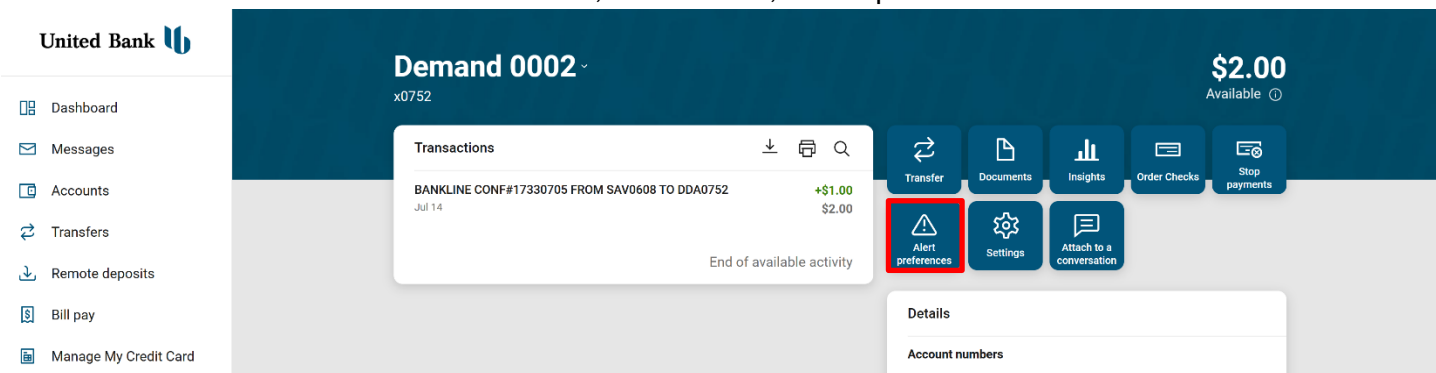 United Bank
Dashboard
Messages
Accounts
Transfers
Remote deposits
Bill pay
Manage My Credit Card
Demand 0002
x0752
$2.00
Available
Transactions
BANKLINE CONF#17330705 FROM SAV0608 TO DDA0752 +$1.00
Jul 14 $2.00
End of available activity
Transfer
Documents
Insights
Order Checks
Stop
payments
Alert
preferences
Settings
Attach to a
conversation
Details
Account numbers